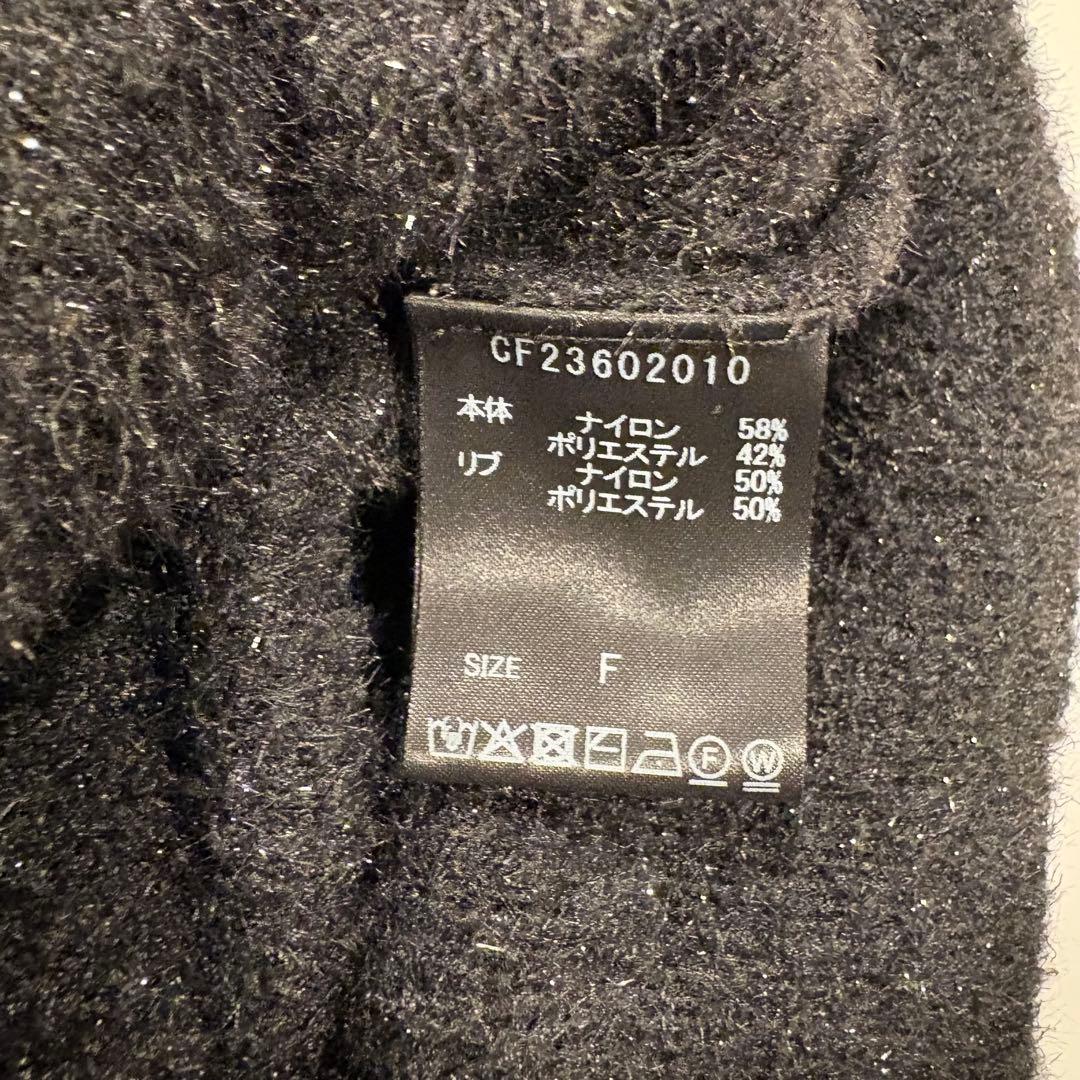 CF23602010
本体 ナイロン 58%
ポリエステル 42%
リブ ナイロン 50%
ポリエステル 50%
SIZE F
F W